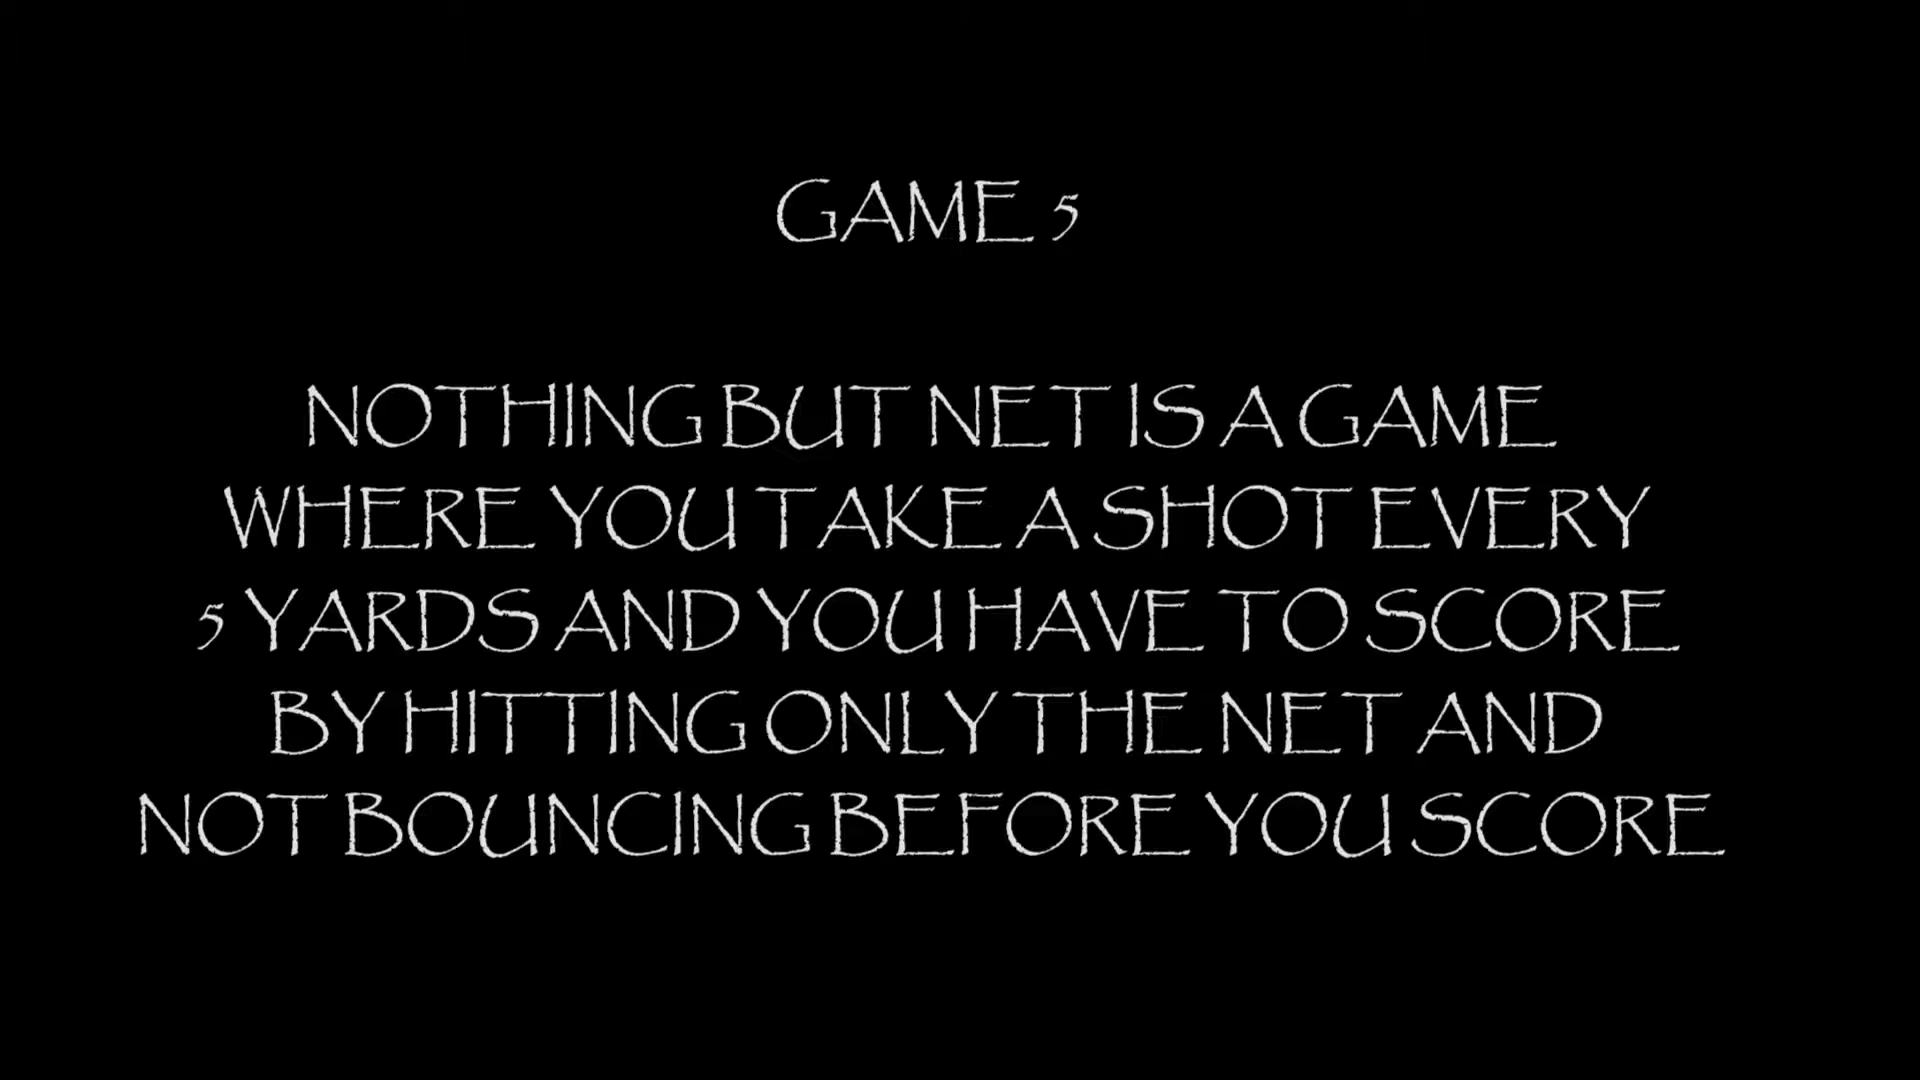 GAME 5
NOTHING BUT NET IS A GAME
WHERE YOU TAKE A SHOT EVERY
5 YARDS AND YOU HAVE TO SCORE
BY HITTING ONLY THE NET AND
NOT BOUNCING BEFORE YOU SCORE